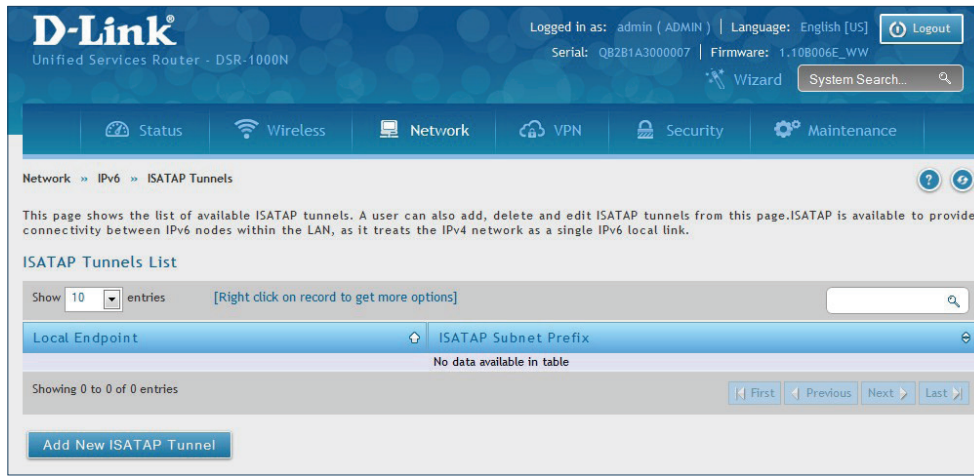 D-Link®
Unified Services Router - DSR-1000N
Logged in as: admin ( ADMIN ) | Language: English [US]
Logout
Serial: QB2B1A3000007 | Firmware: 1.10B006E_WW
Wizard
System Search...
Status
Wireless
Network
VPN
Security
Maintenance
Network » IPv6 » ISATAP Tunnels
?
This page shows the list of available ISATAP tunnels. A user can also add, delete and edit ISATAP tunnels from this page.ISATAP is available to provide
connectivity between IPv6 nodes within the LAN, as it treats the IPv4 network as a single IPv6 local link.
ISATAP Tunnels List
Show 10 entries
[Right click on record to get more options]
Local Endpoint
ISATAP Subnet Prefix
No data available in table
Showing 0 to 0 of 0 entries
First
Previous
Next
Last
Add New ISATAP Tunnel